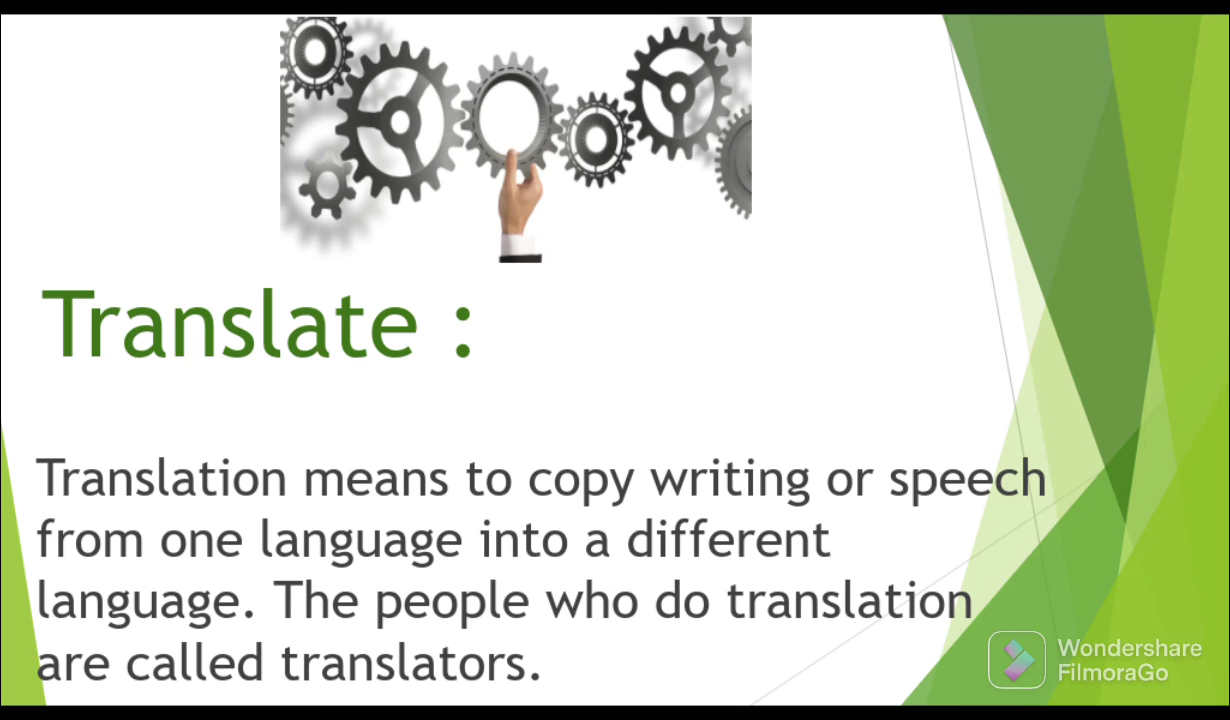 Translate :
Translation means to copy writing or speech
from one language into a different
language. The people who do translation
are called translators.
Wondershare
FilmoraGo